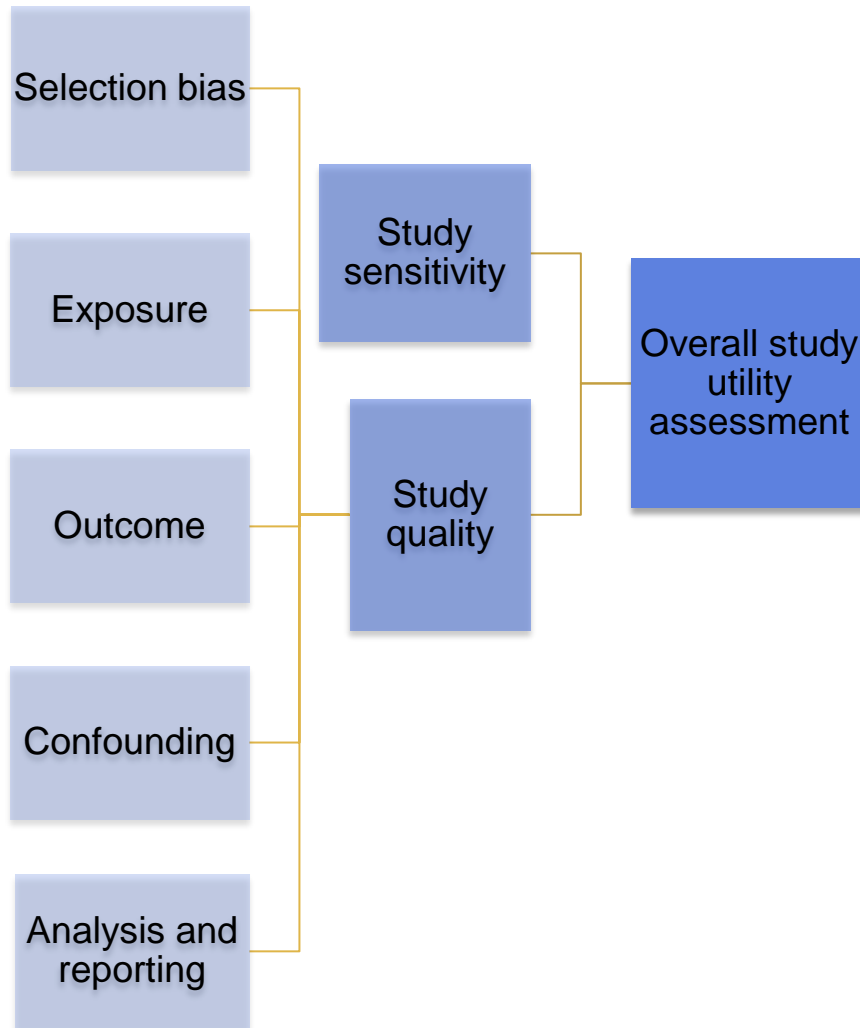 Selection bias
Exposure
Outcome
Confounding
Analysis and
reporting
Study
sensitivity
Study
quality
Overall study
utility
assessment